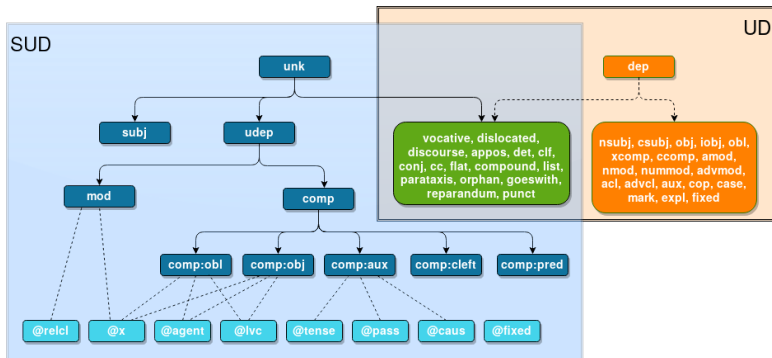 SUD
UD
unk
dep
subj
udep
vocative, dislocated,
discourse, appos, det, clf,
conj, cc, flat, compound, list,
parataxis, orphan, goeswith,
reparandum, punct
nsubj, csubj, obj, iobj, obl,
xcomp, ccomp, amod,
nmod, nummod, advmod,
acl, advcl, aux, cop, case,
mark, expl, fixed
mod
comp
comp:obl
comp:obj
comp:aux
comp:cleft
comp:pred
@relcl
@x
@agent
@lvc
@tense
@pass
@caus
@fixed